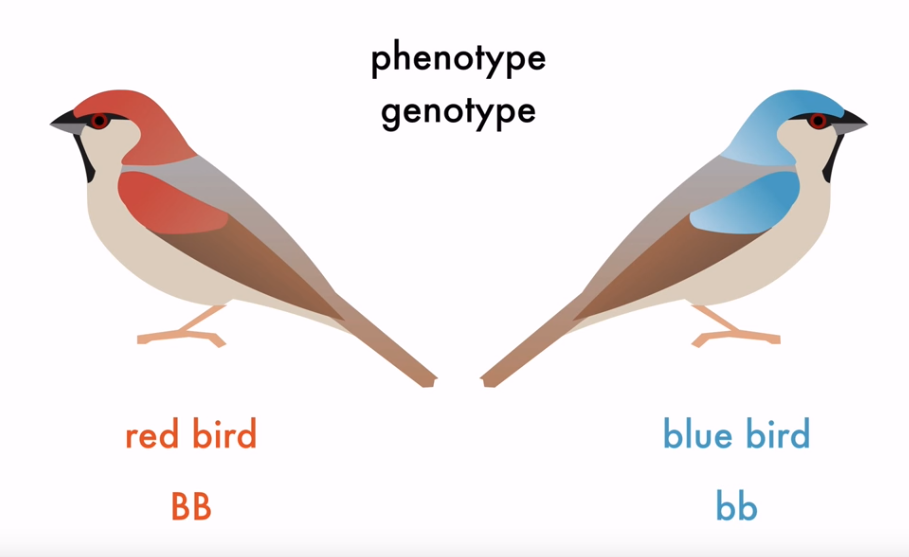 phenotype
genotype
red bird
blue bird
BB
bb